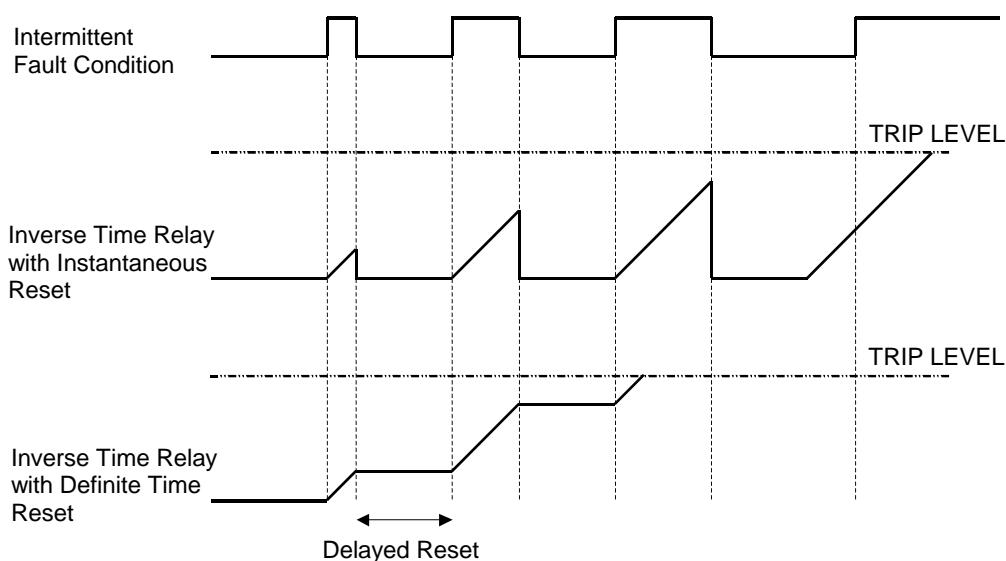 Intermittent
Fault Condition
TRIP LEVEL
Inverse Time Relay
with Instantaneous
Reset
TRIP LEVEL
Inverse Time Relay
with Definite Time
Reset
Delayed Reset